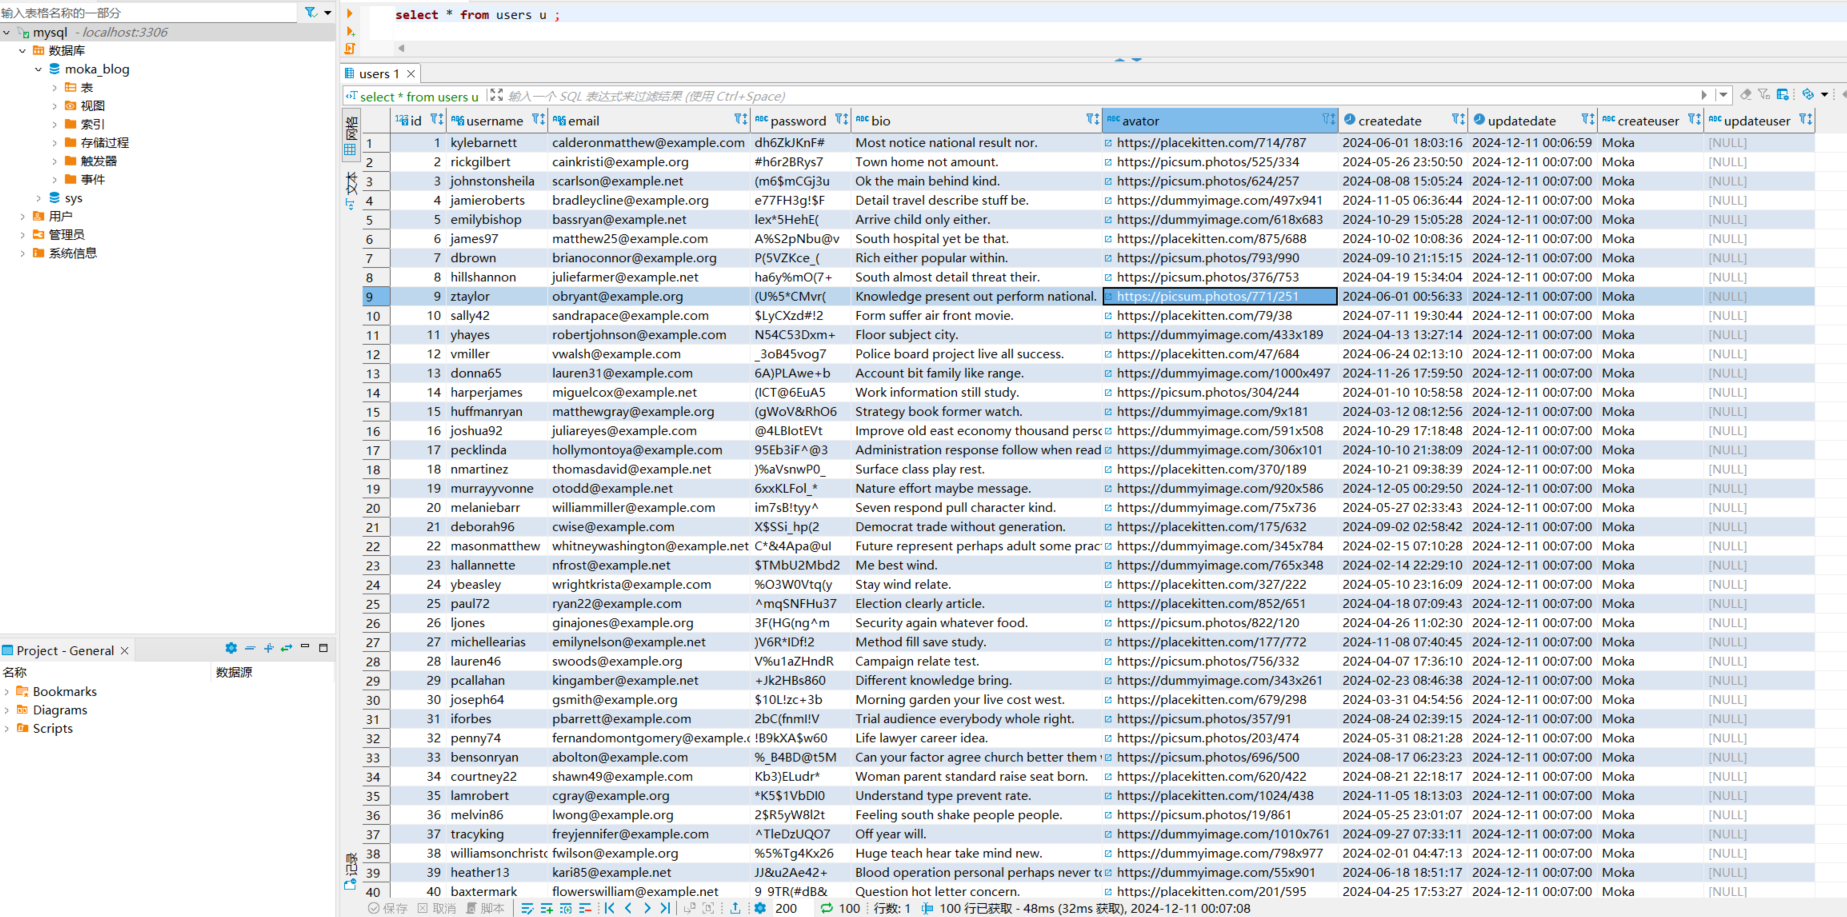 输入表格名称的一部分
mysql - localhost:3306
数据库
moka_blog
表
视图
索引
存储过程
触发器
事件
sys
用户
管理员
系统信息
Project - General
名称 数据源
Bookmarks
Diagrams
Scripts
select * from users u ;
users 1
select * from users u 输入一个 SQL 表达式来过滤结果 (使用 Ctrl+Space)
网格
文本
记录
id username email password bio avator createdate updatedate createuser updateuser
1 1 kylebarnett calderonmatthew@example.com dh6ZkJKnF# Most notice national result nor. https://placekitten.com/714/787 2024-06-01 18:03:16 2024-12-11 00:06:59 Moka [NULL]
2 2 rickgilbert cainkristi@example.org #h6r2BRys7 Town home not amount. https://picsum.photos/525/334 2024-05-26 23:50:50 2024-12-11 00:07:00 Moka [NULL]
3 3 johnstonsheila scarlson@example.net (m6$mCGj3u Ok the main behind kind. https://picsum.photos/624/257 2024-08-08 15:05:24 2024-12-11 00:07:00 Moka [NULL]
4 4 jamieroberts bradleycline@example.org e77FH3g!$F Detail travel describe stuff be. https://dummyimage.com/497x941 2024-11-05 06:36:44 2024-12-11 00:07:00 Moka [NULL]
5 5 emilybishop bassryan@example.net lex*5HehE( Arrive child only either. https://dummyimage.com/618x683 2024-10-29 15:05:28 2024-12-11 00:07:00 Moka [NULL]
6 6 james97 matthew25@example.com A%S2pNbu@v South hospital yet be that. https://placekitten.com/875/688 2024-10-02 10:08:36 2024-12-11 00:07:00 Moka [NULL]
7 7 dbrown brianoconnor@example.org P(5VZKce_( Rich either popular within. https://picsum.photos/793/990 2024-09-10 21:15:15 2024-12-11 00:07:00 Moka [NULL]
8 8 hillshannon juliefarmer@example.net ha6y%mO(7+ South almost detail threat their. https://picsum.photos/376/753 2024-04-19 15:34:04 2024-12-11 00:07:00 Moka [NULL]
9 9 ztaylor obryant@example.org (U%5*CMvr( Knowledge present out perform national. https://picsum.photos/771/251 2024-06-01 00:56:33 2024-12-11 00:07:00 Moka [NULL]
10 10 sally42 sandrapace@example.com $LyCXzd#!2 Form suffer air front movie. https://placekitten.com/79/38 2024-07-11 19:30:44 2024-12-11 00:07:00 Moka [NULL]
11 11 yhayes robertjohnson@example.com N54C53Dxm+ Floor subject city. https://dummyimage.com/433x189 2024-04-13 13:27:14 2024-12-11 00:07:00 Moka [NULL]
12 12 vmiller vwalsh@example.com _3oB45vog7 Police board project live all success. https://placekitten.com/47/684 2024-06-24 02:13:10 2024-12-11 00:07:00 Moka [NULL]
13 13 donna65 lauren31@example.com 6A)PLAwe+b Account bit family like range. https://dummyimage.com/1000x497 2024-11-26 17:59:50 2024-12-11 00:07:00 Moka [NULL]
14 14 harperjames miguelcox@example.net (ICT@6EuA5 Work information still study. https://picsum.photos/304/244 2024-01-10 10:58:58 2024-12-11 00:07:00 Moka [NULL]
15 15 huffmanryan matthewgray@example.org (gWoV&RhO6 Strategy book former watch. https://dummyimage.com/9x181 2024-03-12 08:12:56 2024-12-11 00:07:00 Moka [NULL]
16 16 joshua92 juliareyes@example.com @4LBIotEVt Improve old east economy thousand perso https://dummyimage.com/591x508 2024-10-29 17:18:48 2024-12-11 00:07:00 Moka [NULL]
17 17 pecklinda hollymontoya@example.com 95Eb3iF^@3 Administration response follow when read https://dummyimage.com/306x101 2024-10-10 21:38:09 2024-12-11 00:07:00 Moka [NULL]
18 18 nmartinez thomasdavid@example.net )%aVsnwP0_ Surface class play rest. https://placekitten.com/370/189 2024-10-21 09:38:39 2024-12-11 00:07:00 Moka [NULL]
19 19 murrayyvonne otodd@example.net 6xxKLFol_* Nature effort maybe message. https://dummyimage.com/920x586 2024-12-05 00:29:50 2024-12-11 00:07:00 Moka [NULL]
20 20 melaniebarr williammiller@example.com im7sB!tyy^ Seven respond pull character kind. https://dummyimage.com/75x736 2024-05-27 02:33:43 2024-12-11 00:07:00 Moka [NULL]
21 21 deborah96 cwise@example.com X$SSi_hp(2 Democrat trade without generation. https://placekitten.com/175/632 2024-09-02 02:58:42 2024-12-11 00:07:00 Moka [NULL]
22 22 masonmatthew whitneywashington@example.net C*&4Apa@uI Future represent perhaps adult some prac https://dummyimage.com/345x784 2024-02-15 07:10:28 2024-12-11 00:07:00 Moka [NULL]
23 23 hallannette nfrost@example.net $TMbU2Mbd2 Me best wind. https://dummyimage.com/765x348 2024-02-14 22:29:10 2024-12-11 00:07:00 Moka [NULL]
24 24 ybeasley wrightkrista@example.com %O3W0Vtq(y Stay wind relate. https://placekitten.com/327/222 2024-05-10 23:16:09 2024-12-11 00:07:00 Moka [NULL]
25 25 paul72 ryan22@example.com ^mqSNFHu37 Election clearly article. https://placekitten.com/852/651 2024-04-18 07:09:43 2024-12-11 00:07:00 Moka [NULL]
26 26 ljones ginajones@example.org 3F(HG(ng^m Security again whatever food. https://picsum.photos/822/120 2024-04-26 11:02:30 2024-12-11 00:07:00 Moka [NULL]
27 27 michellearias emilynelson@example.net )V6R*IDf!2 Method fill save study. https://placekitten.com/177/772 2024-11-08 07:40:45 2024-12-11 00:07:00 Moka [NULL]
28 28 lauren46 swoods@example.org V%u1aZHndR Campaign relate test. https://picsum.photos/756/332 2024-04-07 17:36:10 2024-12-11 00:07:00 Moka [NULL]
29 29 pcallahan kingamber@example.net +Jk2HBs860 Different knowledge bring. https://dummyimage.com/343x261 2024-02-23 08:46:38 2024-12-11 00:07:00 Moka [NULL]
30 30 joseph64 gsmith@example.org $10L!zc+3b Morning garden your live cost west. https://placekitten.com/679/298 2024-03-31 04:54:56 2024-12-11 00:07:00 Moka [NULL]
31 31 iforbes pbarrett@example.com 2bC(fnmI!V Trial audience everybody whole right. https://picsum.photos/357/91 2024-08-24 02:39:15 2024-12-11 00:07:00 Moka [NULL]
32 32 penny74 fernandomontgomery@example.c !B9kXA$w60 Life lawyer career idea. https://picsum.photos/203/474 2024-05-31 08:21:28 2024-12-11 00:07:00 Moka [NULL]
33 33 bensonryan abolton@example.com %_B4BD@t5M Can your factor agree church better them https://picsum.photos/696/500 2024-08-17 06:23:23 2024-12-11 00:07:00 Moka [NULL]
34 34 courtney22 shawn49@example.com Kb3)ELudr* Woman parent standard raise seat born. https://placekitten.com/620/422 2024-08-21 22:18:17 2024-12-11 00:07:00 Moka [NULL]
35 35 lamrobert cgray@example.org *K5$1VbDI0 Understand type prevent rate. https://placekitten.com/1024/438 2024-11-05 18:13:03 2024-12-11 00:07:00 Moka [NULL]
36 36 melvin86 lwong@example.org 2$R5yW8l2t Feeling south shake people people. https://picsum.photos/19/861 2024-05-25 23:01:07 2024-12-11 00:07:00 Moka [NULL]
37 37 tracyking freyjennifer@example.com ^TleDzUQO7 Off year will. https://dummyimage.com/1010x761 2024-09-27 07:33:11 2024-12-11 00:07:00 Moka [NULL]
38 38 williamsonchristo fwilson@example.org %5%Tg4Kx26 Huge teach hear take mind new. https://dummyimage.com/798x977 2024-02-01 04:47:13 2024-12-11 00:07:00 Moka [NULL]
39 39 heather13 kari85@example.net JJ&u2Ae42+ Blood operation personal perhaps never to https://dummyimage.com/55x901 2024-06-18 18:51:17 2024-12-11 00:07:00 Moka [NULL]
40 40 baxtermark flowerswilliam@example.net 9_9TR(#dB& Question hot letter concern. https://placekitten.com/201/595 2024-04-25 17:53:27 2024-12-11 00:07:00 Moka [NULL]
保存 取消 脚本 200 100 行数: 1 100 行已获取 - 48ms (32ms 获取), 2024-12-11 00:07:08